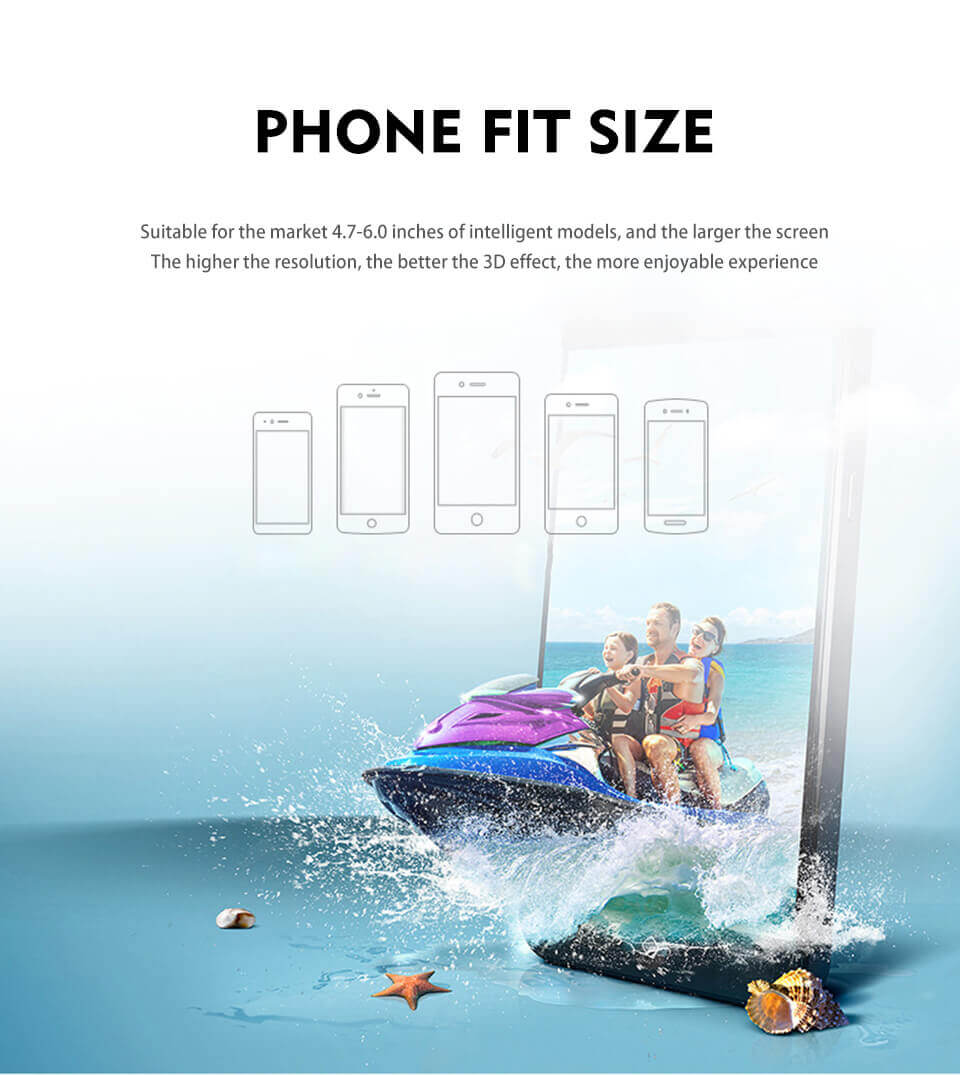 PHONE FIT SIZE
Suitable for the market 4.7-6.0 inches of intelligent models, and the larger the screen
The higher the resolution, the better the 3D effect, the more enjoyable experience